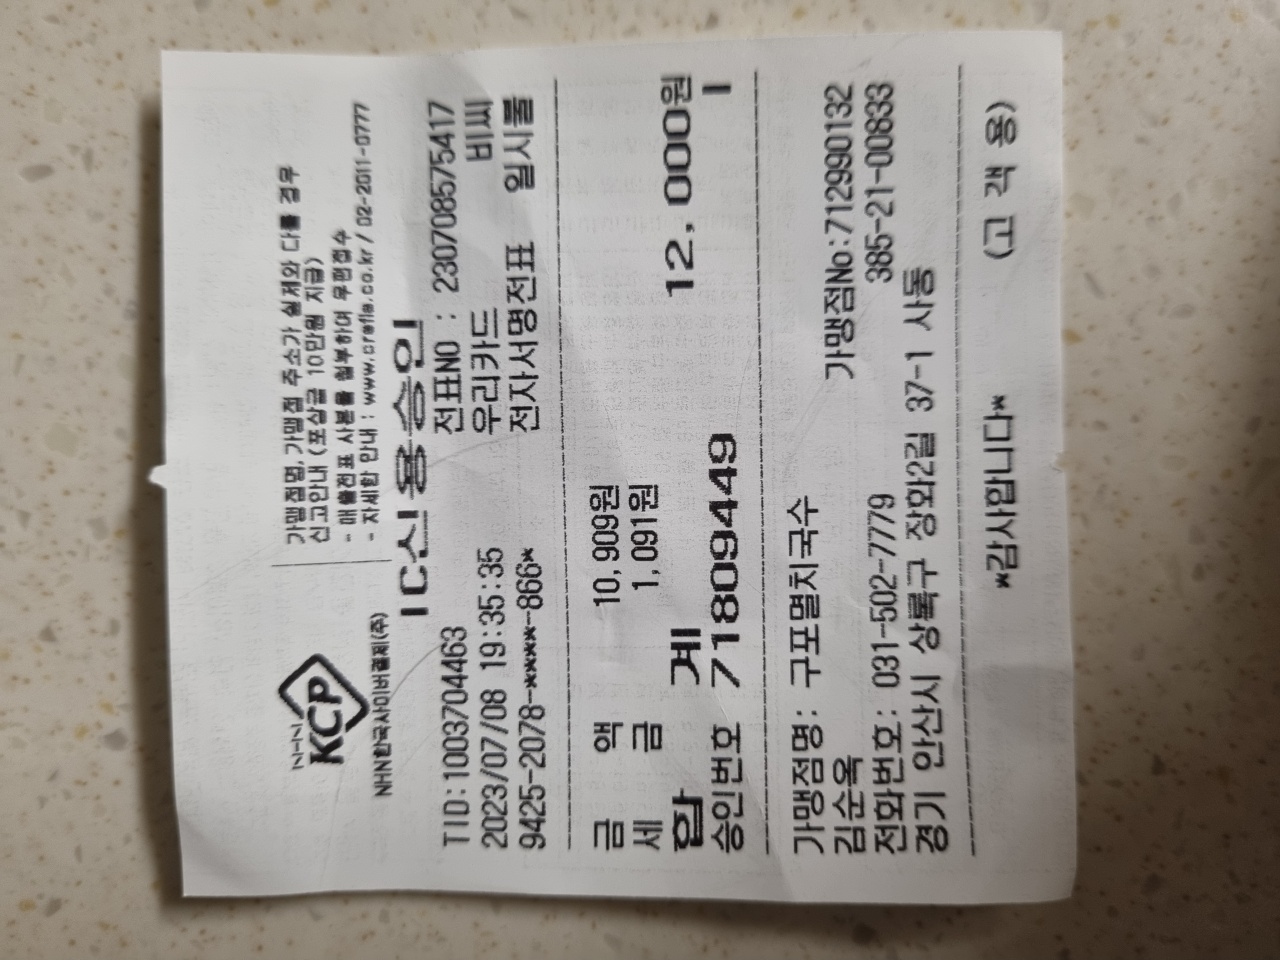 NHN
KCP
NHN한국사이버결제(주)
가맹점명,가맹점 주소가 실제와 다를 경우
신고안내 (포상금 10만원 지급)
- 매출전표 사본을 첨부하여 우편접수
- 자세한 안내 : www.crefia.co.kr / 02-2011-0777
IC신용승인
TID:1003704463 전표NO : 230708575417
2023/07/08 19:35:35 우리카드 비씨
9425-2078-****-866* 전자서명전표 일시불
금 액 10,909원
세 금 1,091원
합 계 12,000원
승인번호 71809449 I
가맹점명: 구포멸치국수
김순옥 가맹점No:7129901132
전화번호: 031-502-7779 385-21-00833
경기 안산시 상록구 장화2길 37-1 사동
*감사합니다* (고 객 용)